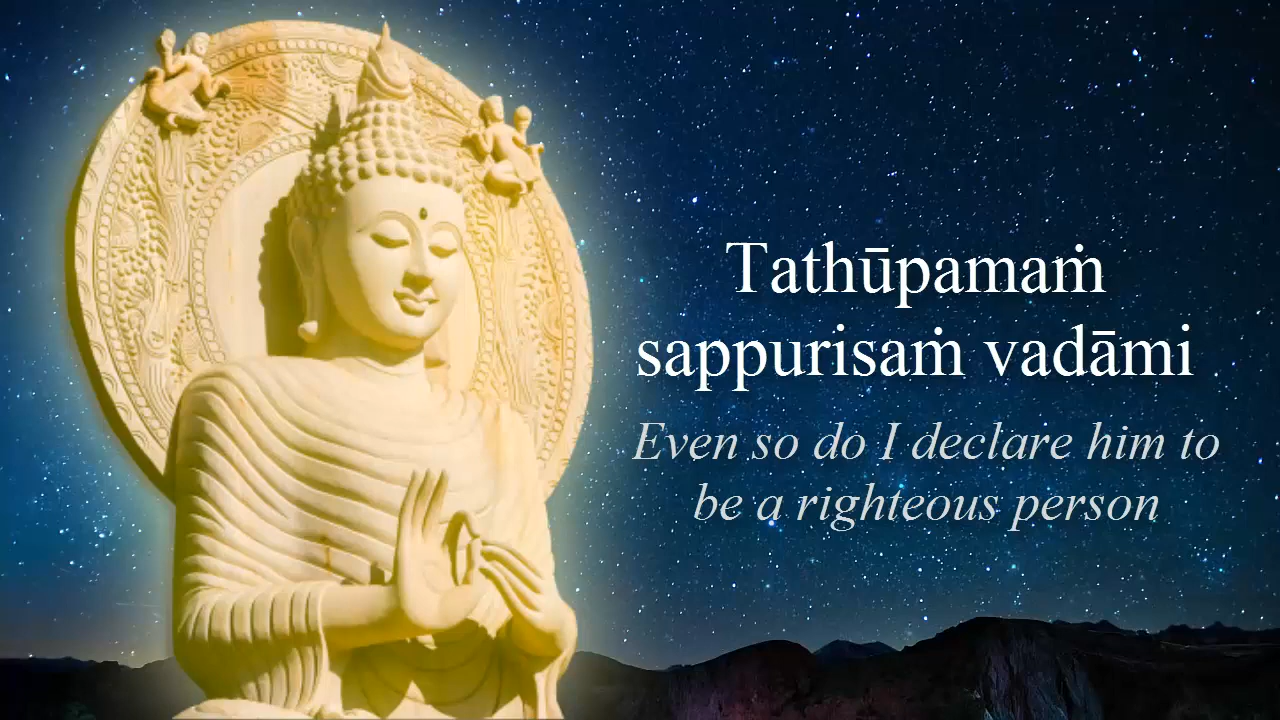 Tathūpamaṁ
sappurisaṁ vadāmi
Even so do I declare him to
be a righteous person